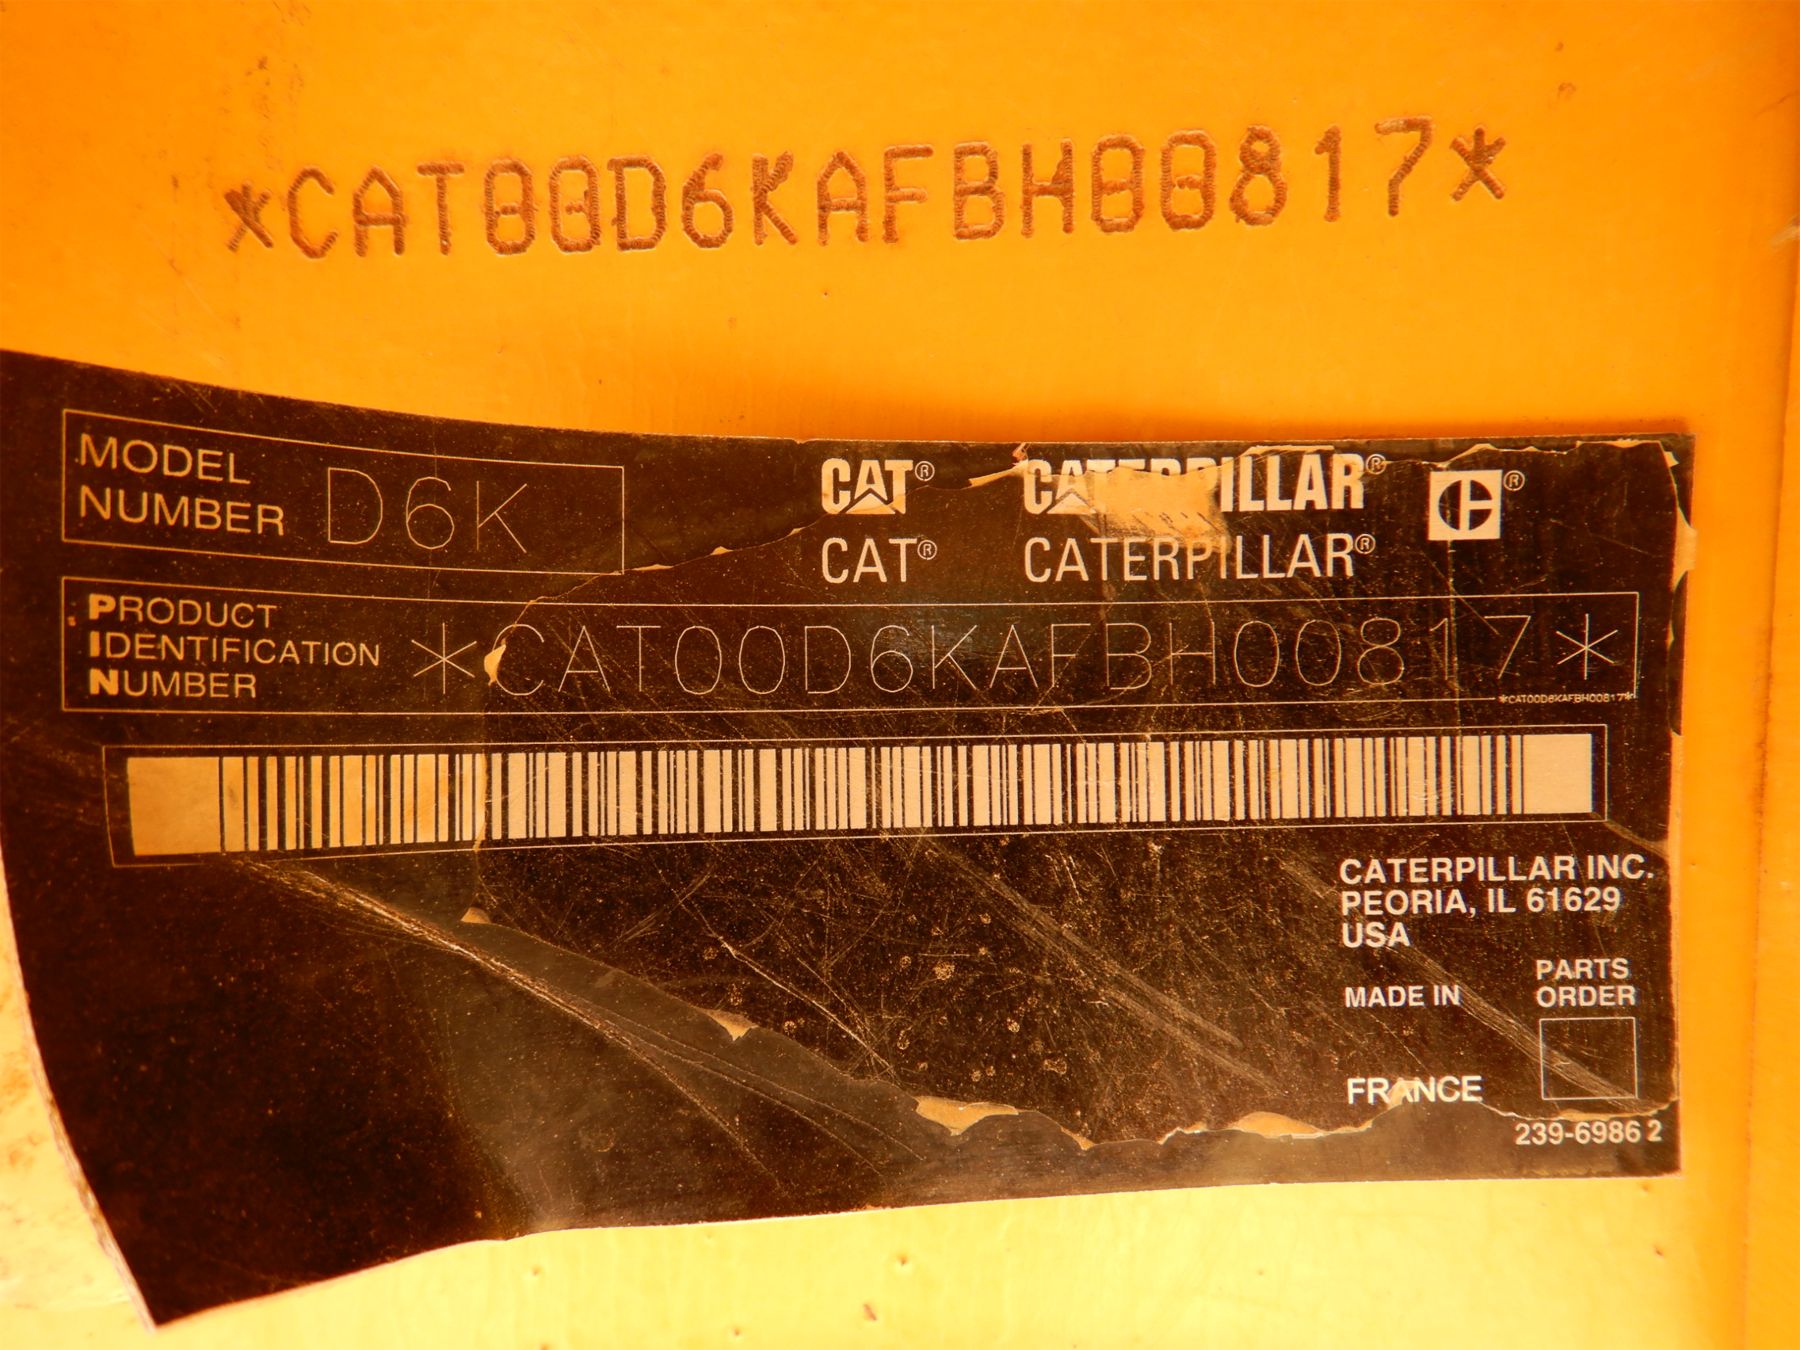 *CAT00D6KAFBH00817*
MODEL
NUMBER D6K
CAT® CATERPILLAR® C®
CAT® CATERPILLAR®
PRODUCT
IDENTIFICATION
NUMBER *CAT00D6KAFBH00817*
*CAT00D6KAFBH00817*
CATERPILLAR INC.
PEORIA, IL 61629
USA
PARTS
ORDER
MADE IN
FRANCE
239-6986 2